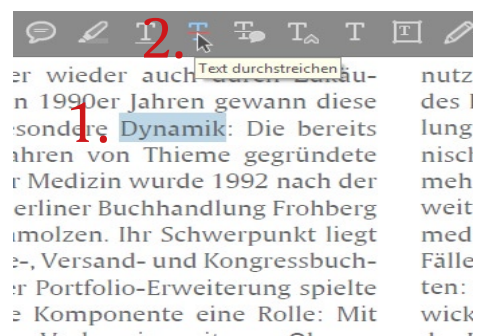 2.
Text durchstreichen
er wieder auch durch Zukäu-
n 1990er Jahren gewann diese
1.
esondere Dynamik: Die bereits
ahren von Thieme gegründete
r Medizin wurde 1992 nach der
erliner Buchhandlung Frohberg
molzen. Ihr Schwerpunkt liegt
e-, Versand- und Kongressbuch-
r Portfolio-Erweiterung spielte
e Komponente eine Rolle: Mit
nutz
des
lung
nisch
meh
weit
med
Fälle
ten:
wick